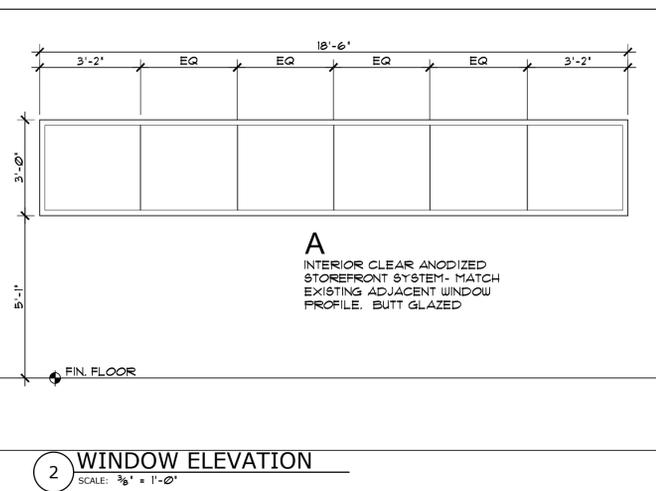 18'-6"
3'-2" EQ EQ EQ EQ 3'-2"
3'-0"
A
INTERIOR CLEAR ANODIZED
STOREFRONT SYSTEM- MATCH
EXISTING ADJACENT WINDOW
PROFILE. BUTT GLAZED
5'-1"
FIN. FLOOR
2 WINDOW ELEVATION
SCALE: 3/8" = 1'-0"